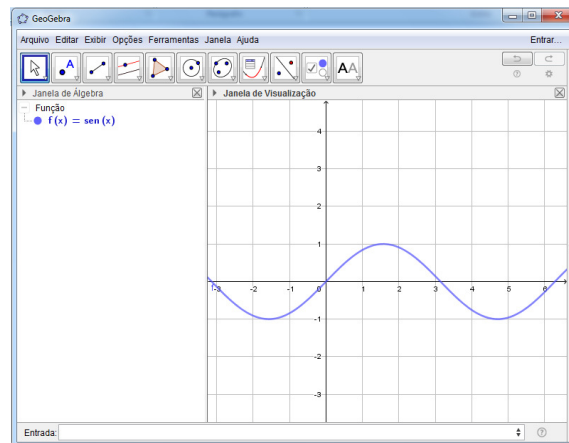 GeoGebra
Arquivo Editar Exibir Opções Ferramentas Janela Ajuda Entrar...
A AA
Janela de Álgebra
Janela de Visualização
Função
f(x) = sen(x)
4
3
2
1
-3 -2 -1 0 1 2 3 4 5 6
-1
-2
-3
Entrada: